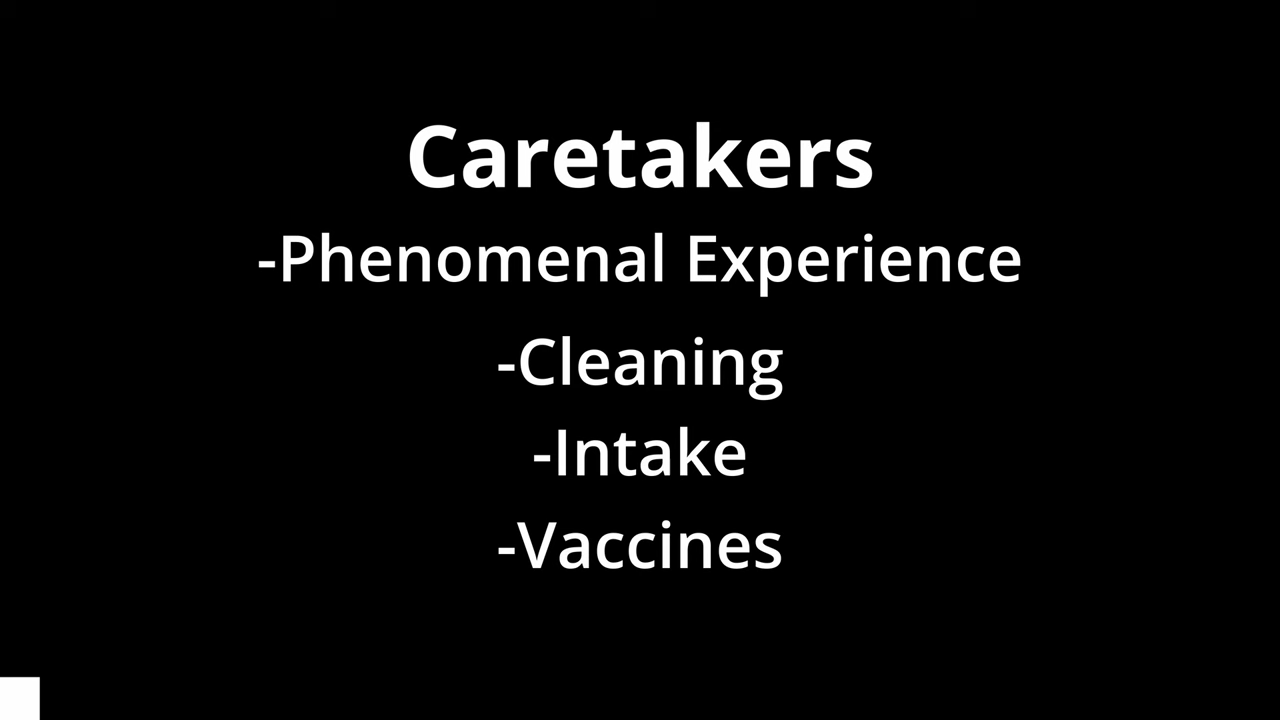 Caretakers
-Phenomenal Experience
-Cleaning
-Intake
-Vaccines